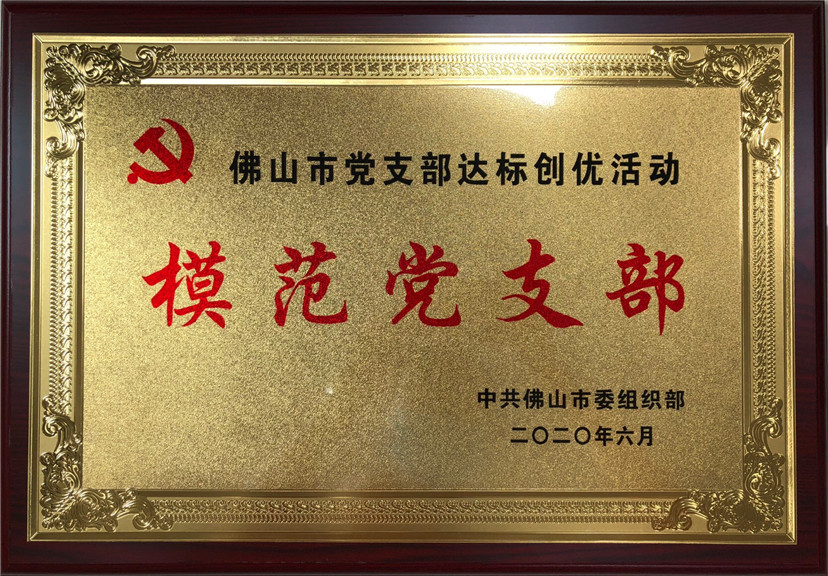 佛山市党支部达标创优活动
模范党支部
中共佛山市委组织部
二〇二〇年六月